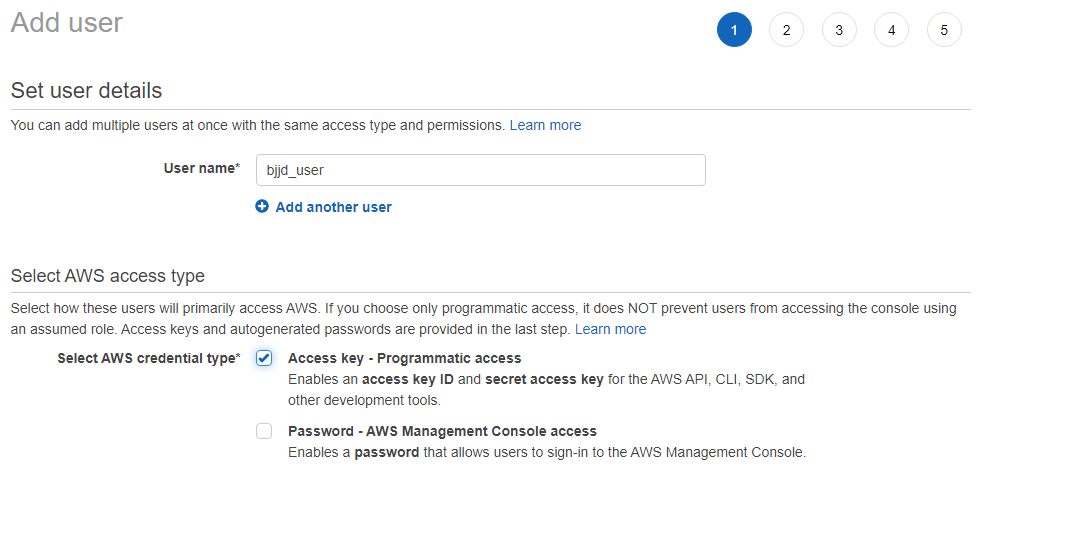 Add user
1 2 3 4 5
Set user details
You can add multiple users at once with the same access type and permissions. Learn more
User name*
bjjd_user
Add another user
Select AWS access type
Select how these users will primarily access AWS. If you choose only programmatic access, it does NOT prevent users from accessing the console using
an assumed role. Access keys and autogenerated passwords are provided in the last step. Learn more
Select AWS credential type*
Access key - Programmatic access
Enables an access key ID and secret access key for the AWS API, CLI, SDK, and
other development tools.
Password - AWS Management Console access
Enables a password that allows users to sign-in to the AWS Management Console.